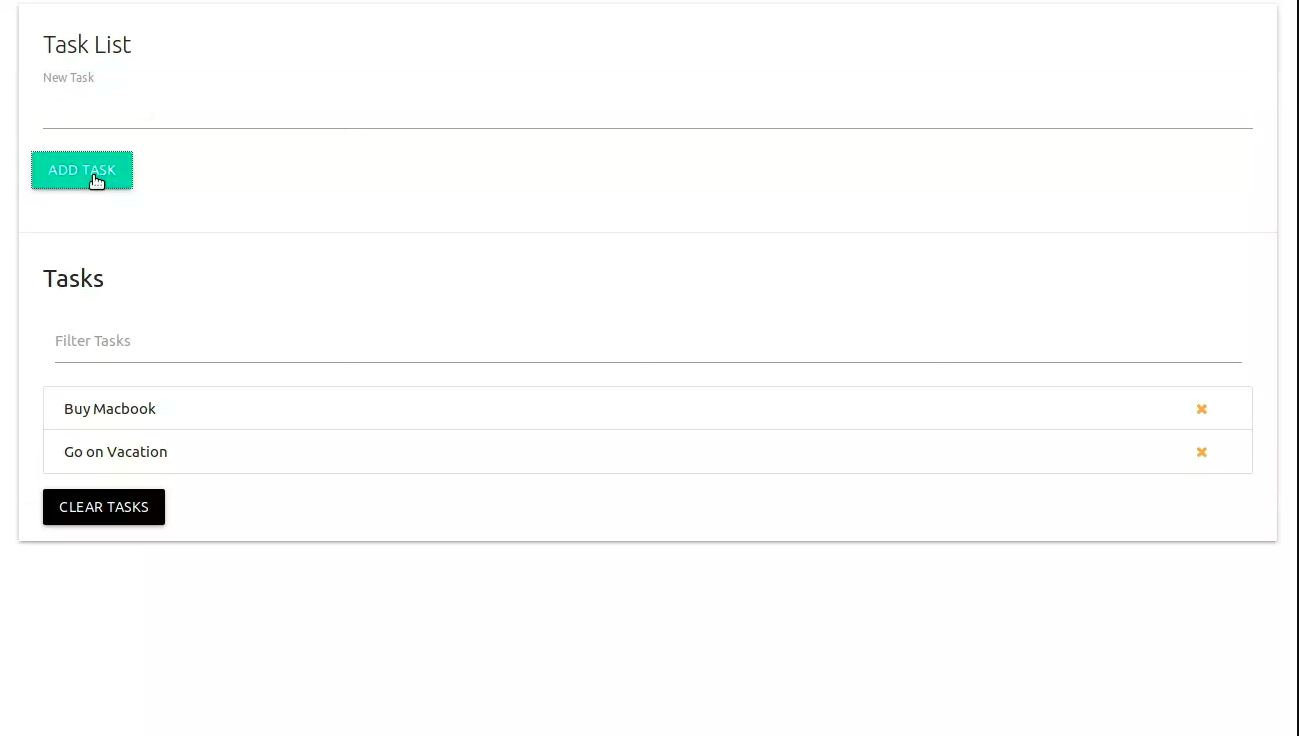 Task List
New Task
ADD TASK
Tasks
Filter Tasks
Buy Macbook
Go on Vacation
CLEAR TASKS